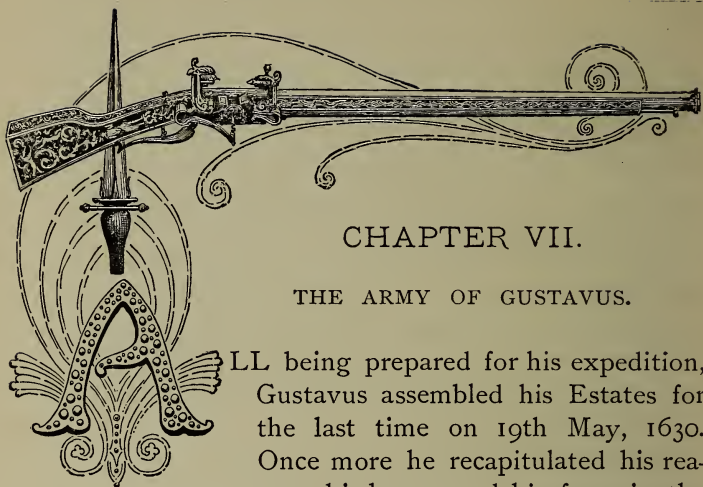 CHAPTER VII.
THE ARMY OF GUSTAVUS.
ALL being prepared for his expedition,
Gustavus assembled his Estates for
the last time on 19th May, 1630.
Once more he recapitulated his rea-